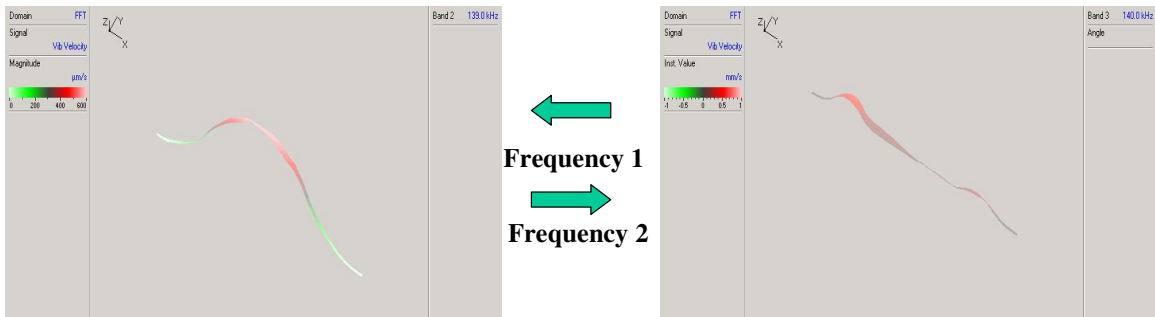 Domain FFT
Signal
Vib Velocity
Magnitude
µm/s
0 200 400 600
Z Y
X
Band 2 139.0 kHz
Frequency 1
Frequency 2
Domain FFT
Signal
Vib Velocity
Inst. Value
mm/s
-1 -0.5 0 0.5 1
Z Y
X
Band 3 140.0 kHz
Angle